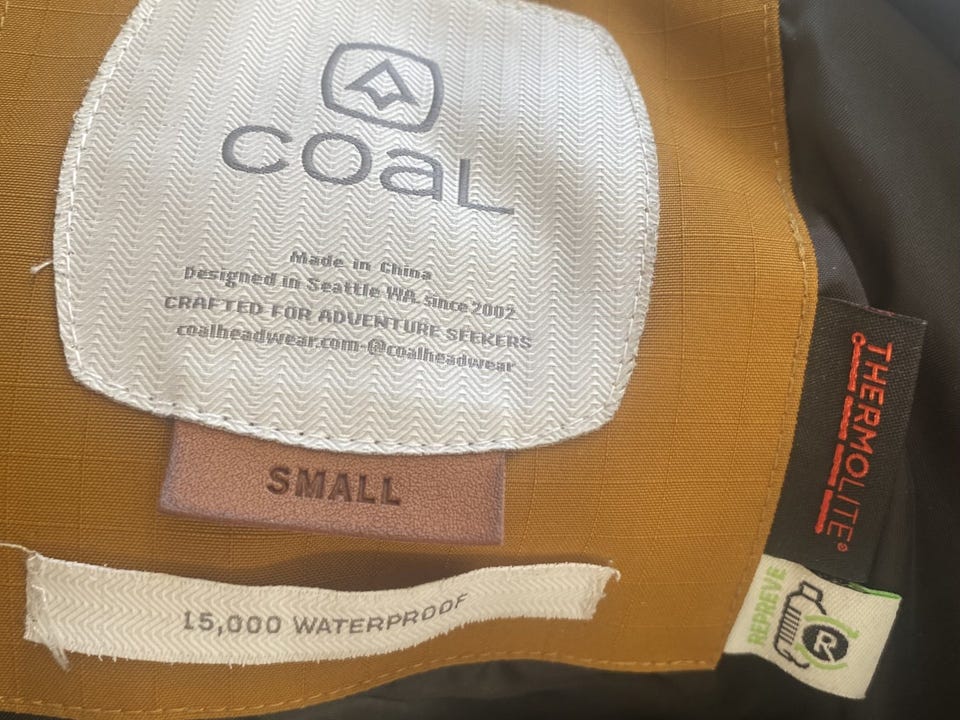 coaL
Made in China
Designed in Seattle WA. since 2002
CRAFTED FOR ADVENTURE SEEKERS
coalheadwear.com-@coalheadwear
SMALL
15,000 WATERPROOF
THERMOLITE®
REPREVE
R